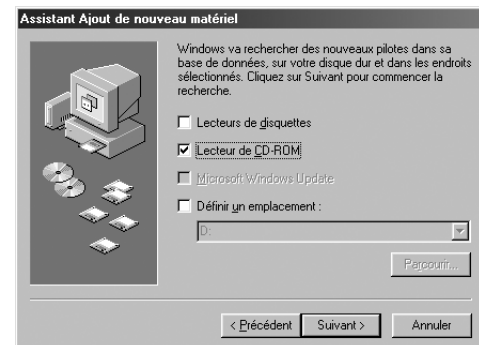 Assistant Ajout de nouveau matériel
Windows va rechercher des nouveaux pilotes dans sa
base de données, sur votre disque dur et dans les endroits
sélectionnés. Cliquez sur Suivant pour commencer la
recherche.
Lecteurs de disquettes
Lecteur de CD-ROM
Microsoft Windows Update
Définir un emplacement :
D:
Parcourir...
< Précédent
Suivant >
Annuler